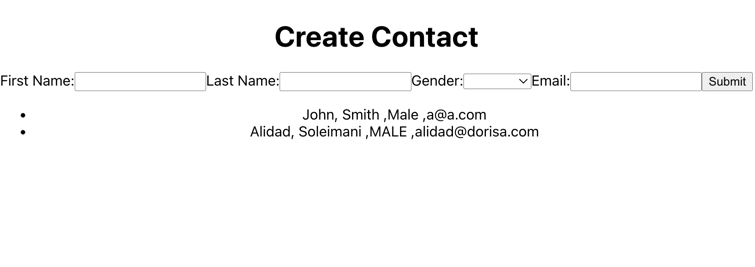 Create Contact
First Name: Last Name: Gender: Email: Submit
John, Smith ,Male ,a@a.com
Alidad, Soleimani ,MALE ,alidad@dorisa.com